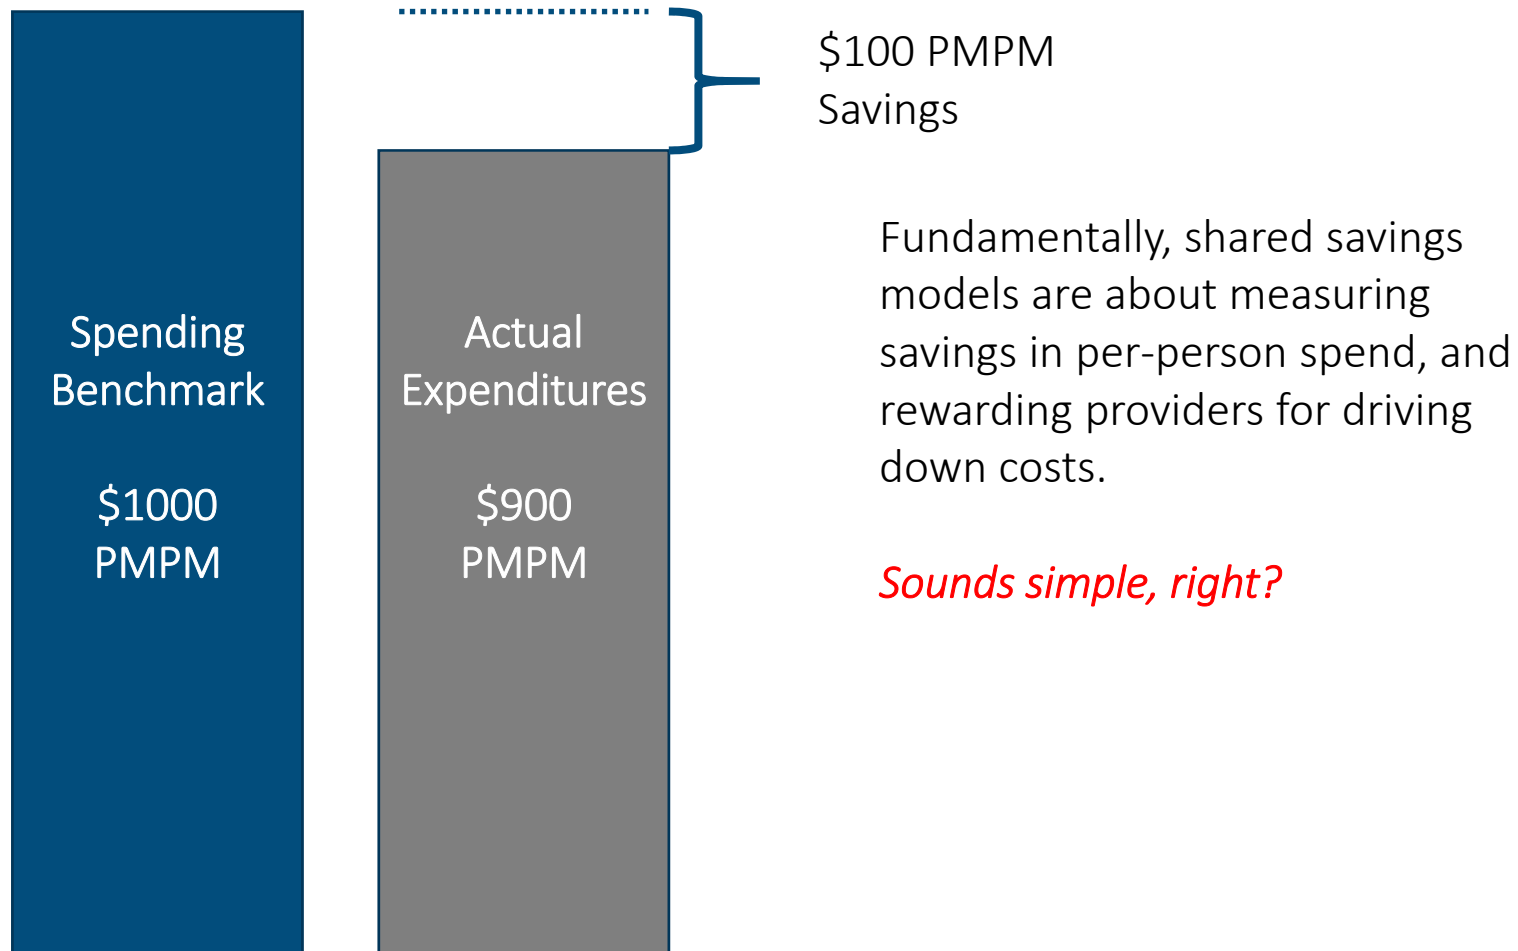 Spending
Benchmark
$1000
PMPM
Actual
Expenditures
$900
PMPM
$100 PMPM
Savings
Fundamentally, shared savings
models are about measuring
savings in per-person spend, and
rewarding providers for driving
down costs.
Sounds simple, right?